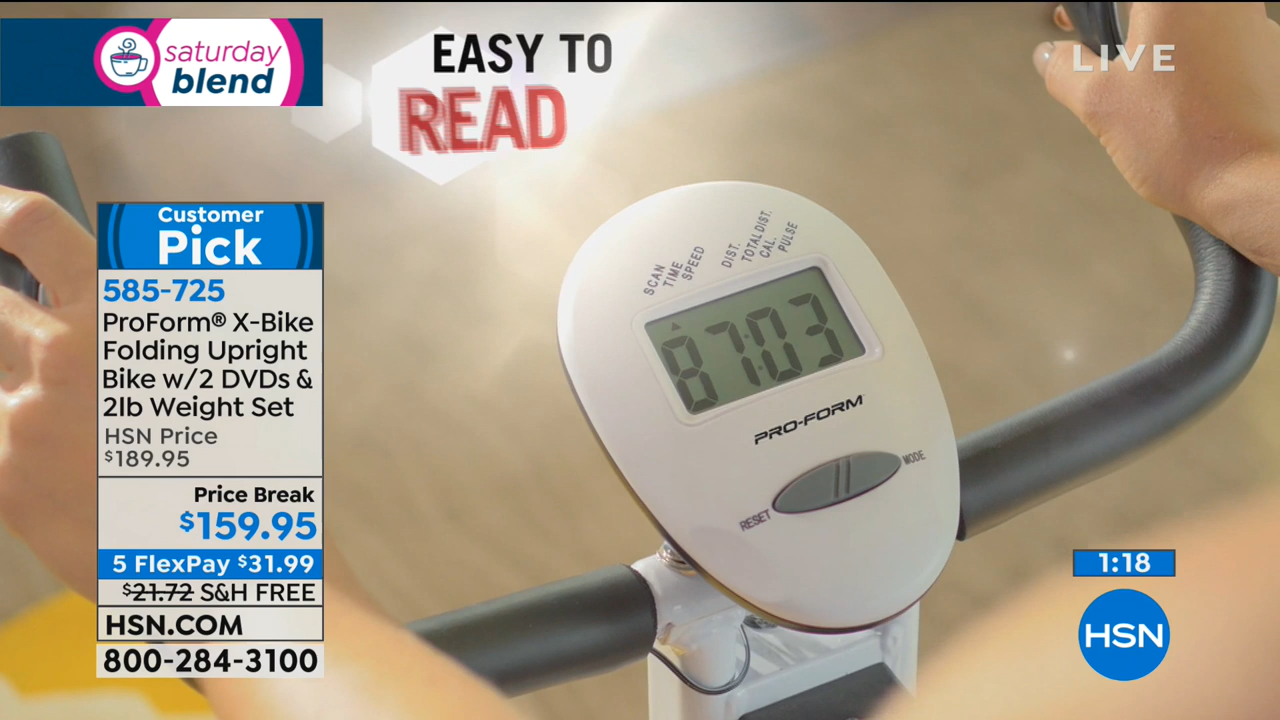 saturday
blend
EASY TO
READ
LIVE
Customer
Pick
585-725
ProForm® X-Bike
Folding Upright
Bike w/2 DVDs &
2lb Weight Set
HSN Price
$189.95
Price Break
$159.95
5 FlexPay $31.99
$21.72 S&H FREE
HSN.COM
800-284-3100
SCAN
TIME
SPEED
DIST.
TOTAL DIST.
CAL.
PULSE
87:03
PRO-FORM
MODE
RESET
1:18
HSN